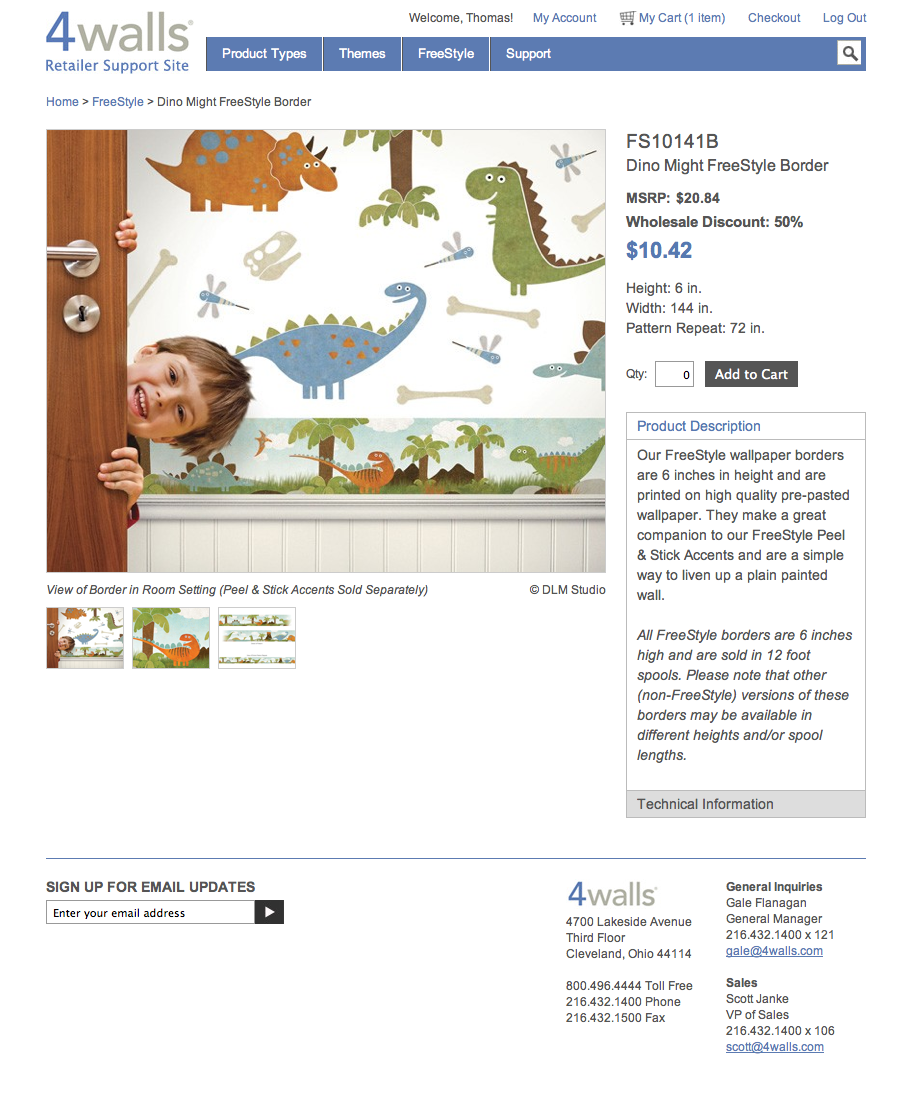 4walls®
Retailer Support Site
Welcome, Thomas! My Account My Cart (1 item) Checkout Log Out
Product Types Themes FreeStyle Support
Home > FreeStyle > Dino Might FreeStyle Border
FS10141B
Dino Might FreeStyle Border
MSRP: $20.84
Wholesale Discount: 50%
$10.42
Height: 6 in.
Width: 144 in.
Pattern Repeat: 72 in.
Qty: 0 Add to Cart
Product Description
Our FreeStyle wallpaper borders
are 6 inches in height and are
printed on high quality pre-pasted
wallpaper. They make a great
companion to our FreeStyle Peel
& Stick Accents and are a simple
way to liven up a plain painted
wall.
All FreeStyle borders are 6 inches
high and are sold in 12 foot
spools. Please note that other
(non-FreeStyle) versions of these
borders may be available in
different heights and/or spool
lengths.
Technical Information
View of Border in Room Setting (Peel & Stick Accents Sold Separately) © DLM Studio
SIGN UP FOR EMAIL UPDATES
Enter your email address
4walls®
4700 Lakeside Avenue
Third Floor
Cleveland, Ohio 44114
800.496.4444 Toll Free
216.432.1400 Phone
216.432.1500 Fax
General Inquiries
Gale Flanagan
General Manager
216.432.1400 x 121
gale@4walls.com
Sales
Scott Janke
VP of Sales
216.432.1400 x 106
scott@4walls.com